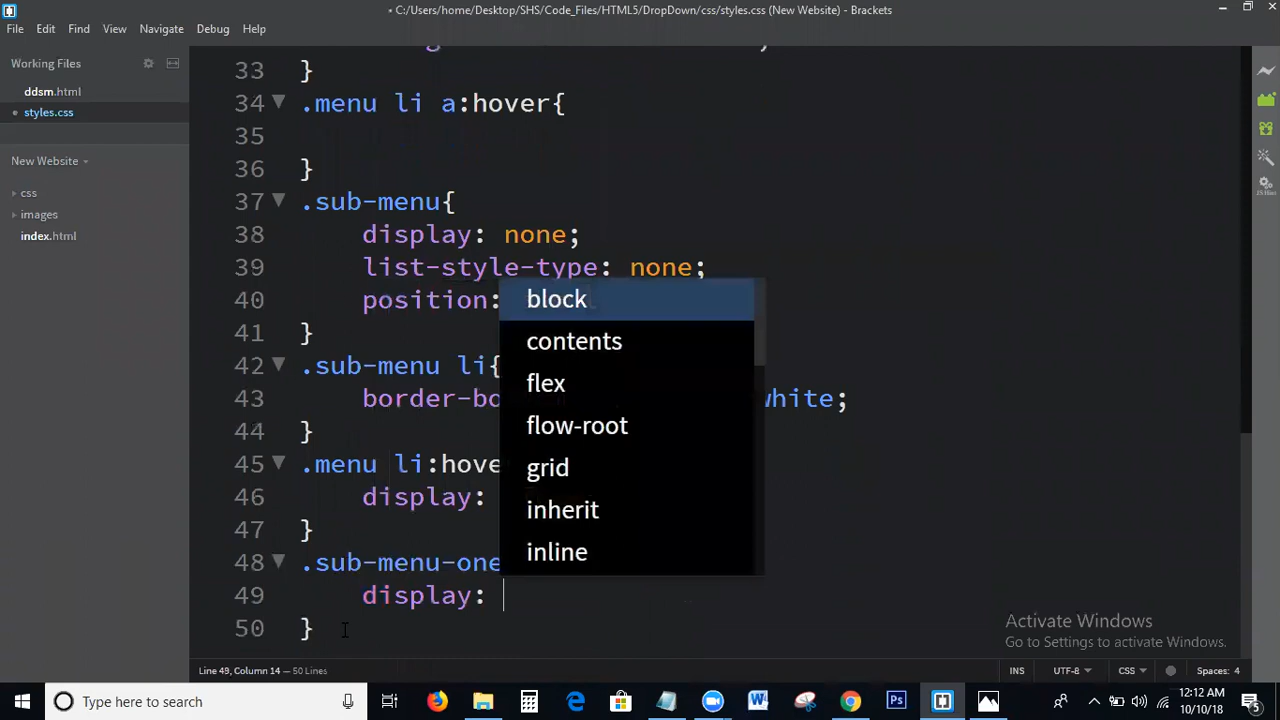 • C:/Users/home/Desktop/SHS/Code_Files/HTML5/DropDown/css/styles.css (New Website) - Brackets
File Edit View Navigate Debug Help
Working Files
ddsm.html
styles.css
New Website
css
images
index.html
33 }
34 .menu li a:hover{
35
36 }
37 .sub-menu{
38 display: none;
39 list-style-type: none;
40 position:
41 }
42 .sub-menu li{
43 border-bo white;
44 }
45 .menu li:hove
46 display:
47 }
48 .sub-menu-one
49 display:
50 }
block
contents
flex
flow-root
grid
inherit
inline
Activate Windows
Go to Settings to activate Windows.
Line 49, Column 14 — 50 Lines
INS UTF-8 CSS Spaces: 4
Type here to search
12:12 AM
10/10/18
5